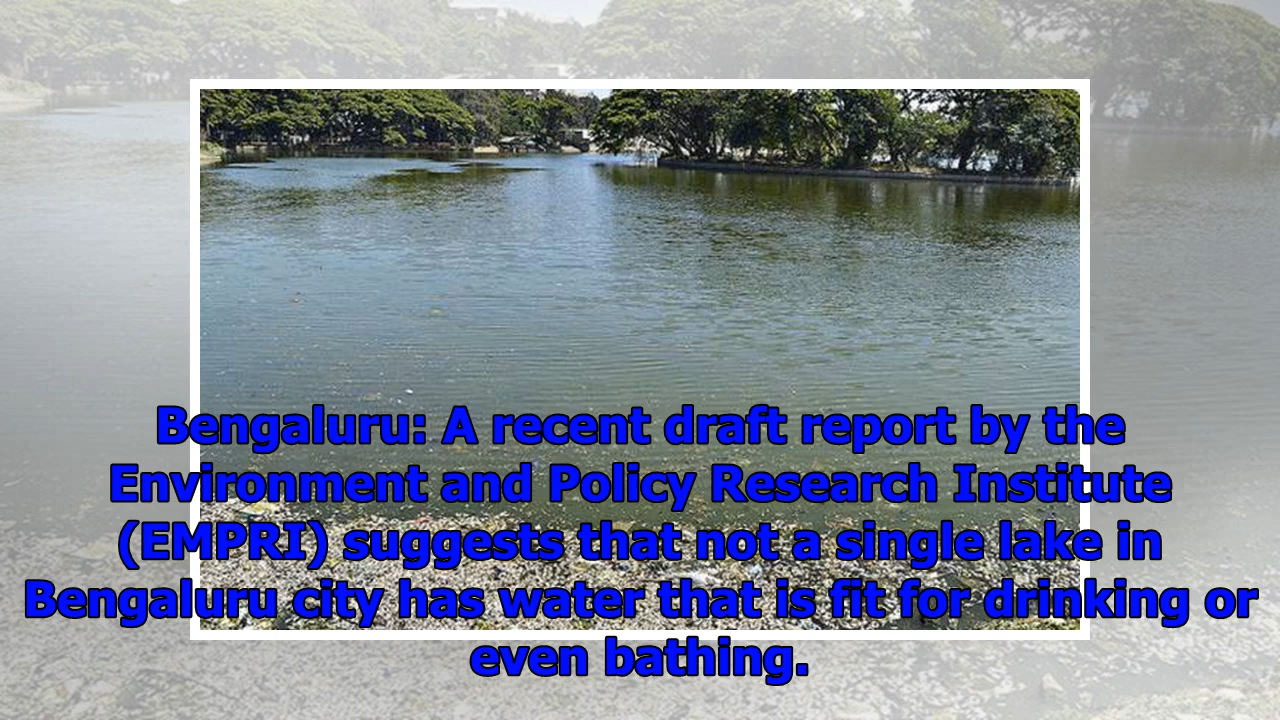 Bengaluru: A recent draft report by the
Environment and Policy Research Institute
(EMPRI) suggests that not a single lake in
Bengaluru city has water that is fit for drinking or
even bathing.